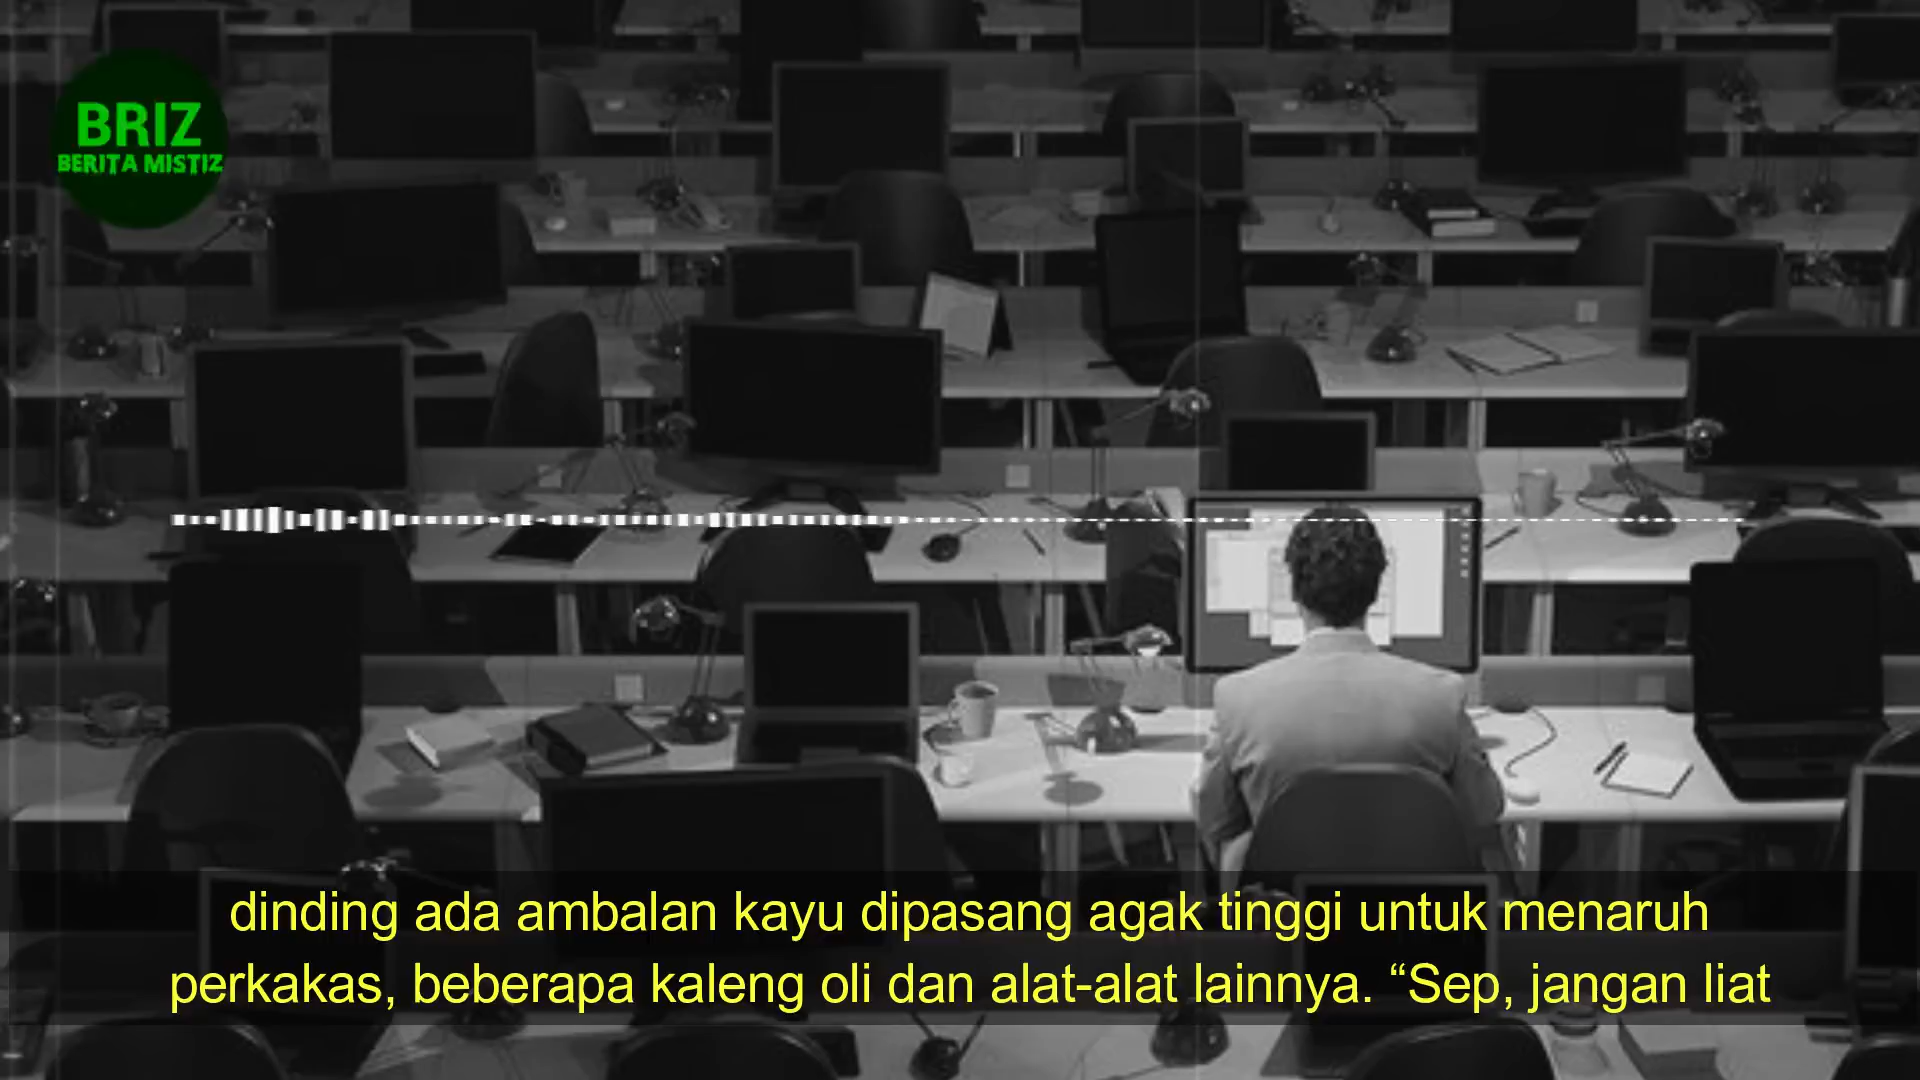 BRIZ
BERITA MISTIZ
dinding ada ambalan kayu dipasang agak tinggi untuk menaruh
perkakas, beberapa kaleng oli dan alat-alat lainnya. “Sep, jangan liat